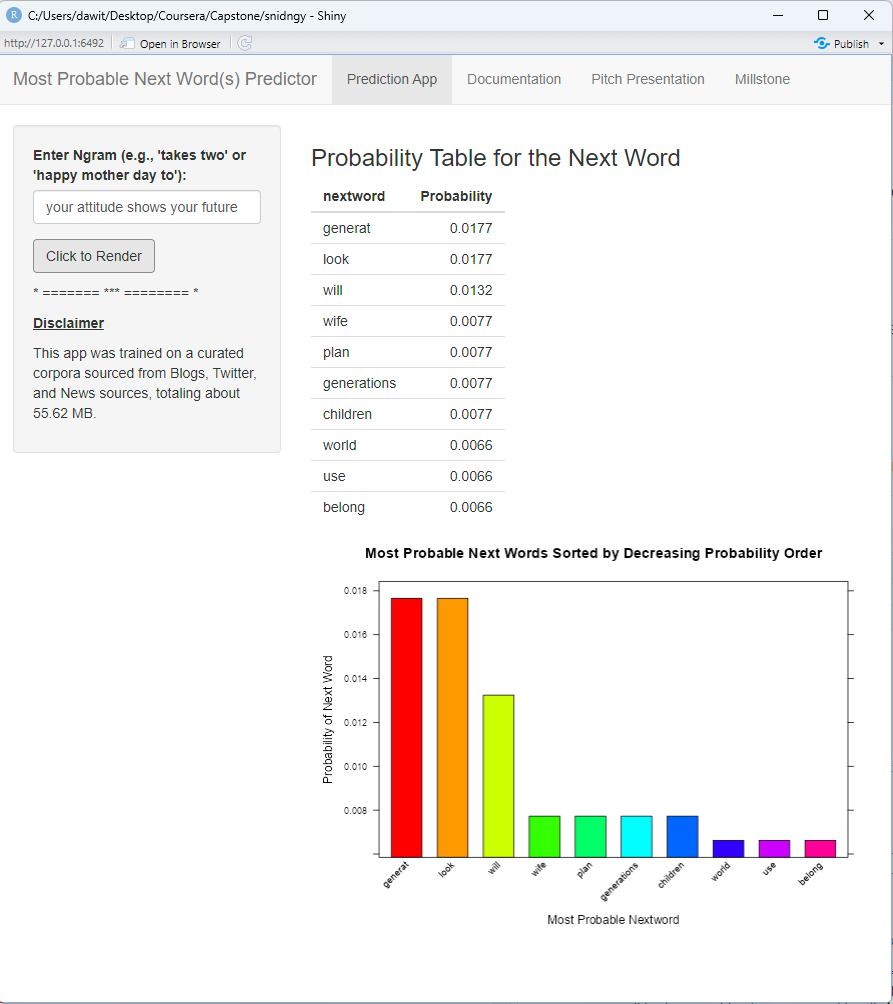 C:/Users/dawit/Desktop/Coursera/Capstone/snidngy - Shiny
http://127.0.0.1:6492 Open in Browser Publish
Most Probable Next Word(s) Predictor Prediction App Documentation Pitch Presentation Millstone
Enter Ngram (e.g., 'takes two' or
'happy mother day to'):
your attitude shows your future
Click to Render
* ======= *** ======== *
Disclaimer
This app was trained on a curated
corpora sourced from Blogs, Twitter,
and News sources, totaling about
55.62 MB.
Probability Table for the Next Word
nextword Probability
generat 0.0177
look 0.0177
will 0.0132
wife 0.0077
plan 0.0077
generations 0.0077
children 0.0077
world 0.0066
use 0.0066
belong 0.0066
Most Probable Next Words Sorted by Decreasing Probability Order
Probability of Next Word
0.018
0.016
0.014
0.012
0.010
0.008
generat look will wife plan generations children world use belong
Most Probable Nextword